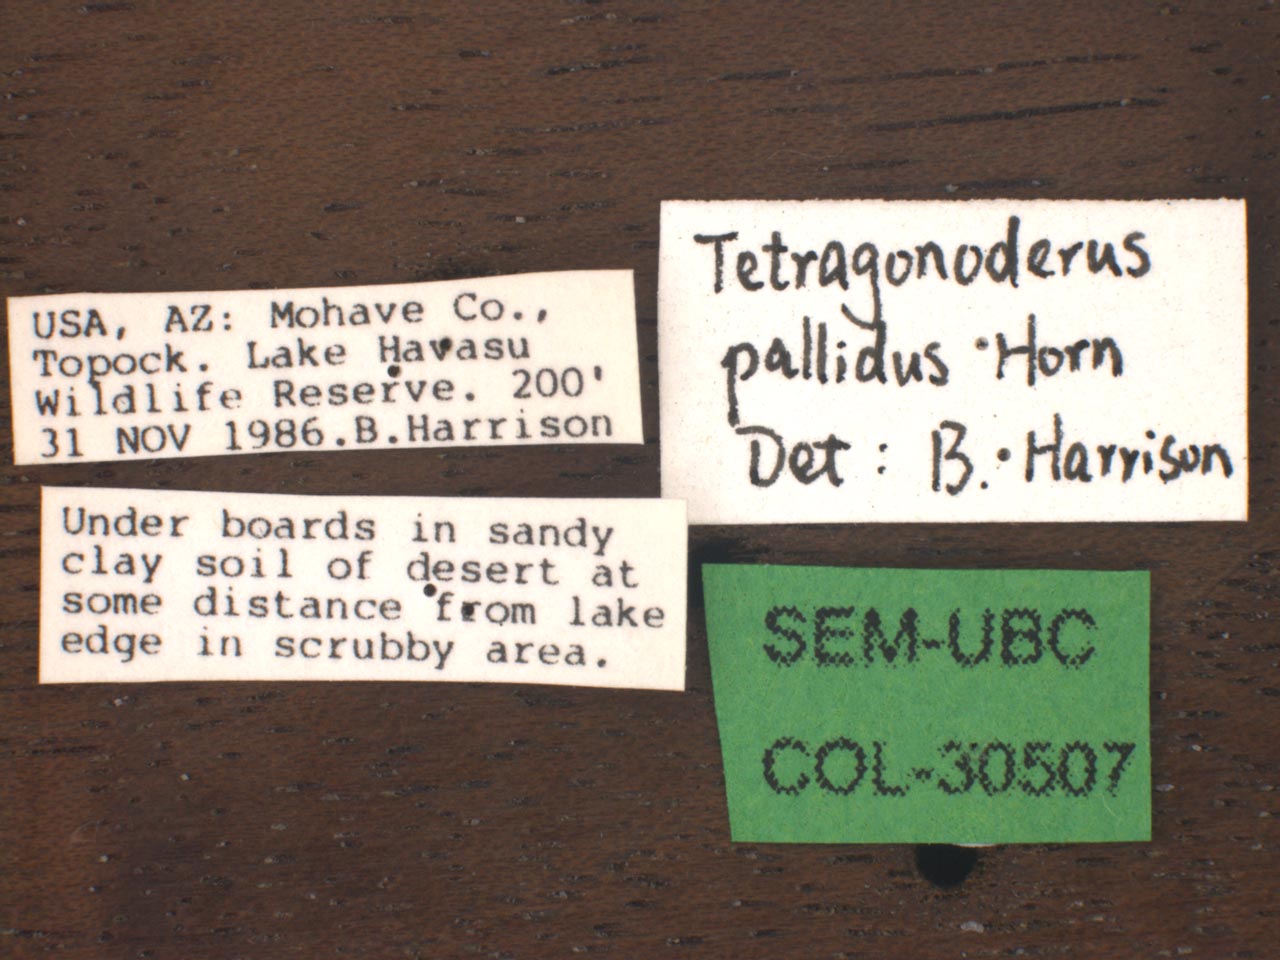 USA, AZ: Mohave Co.,
Topock. Lake Havasu
Wildlife Reserve. 200'
31 NOV 1986.B.Harrison
Under boards in sandy
clay soil of desert at
some distance from lake
edge in scrubby area.
Tetragonoderus
pallidus Horn
Det: B. Harrison
SEM-UBC
COL-30507